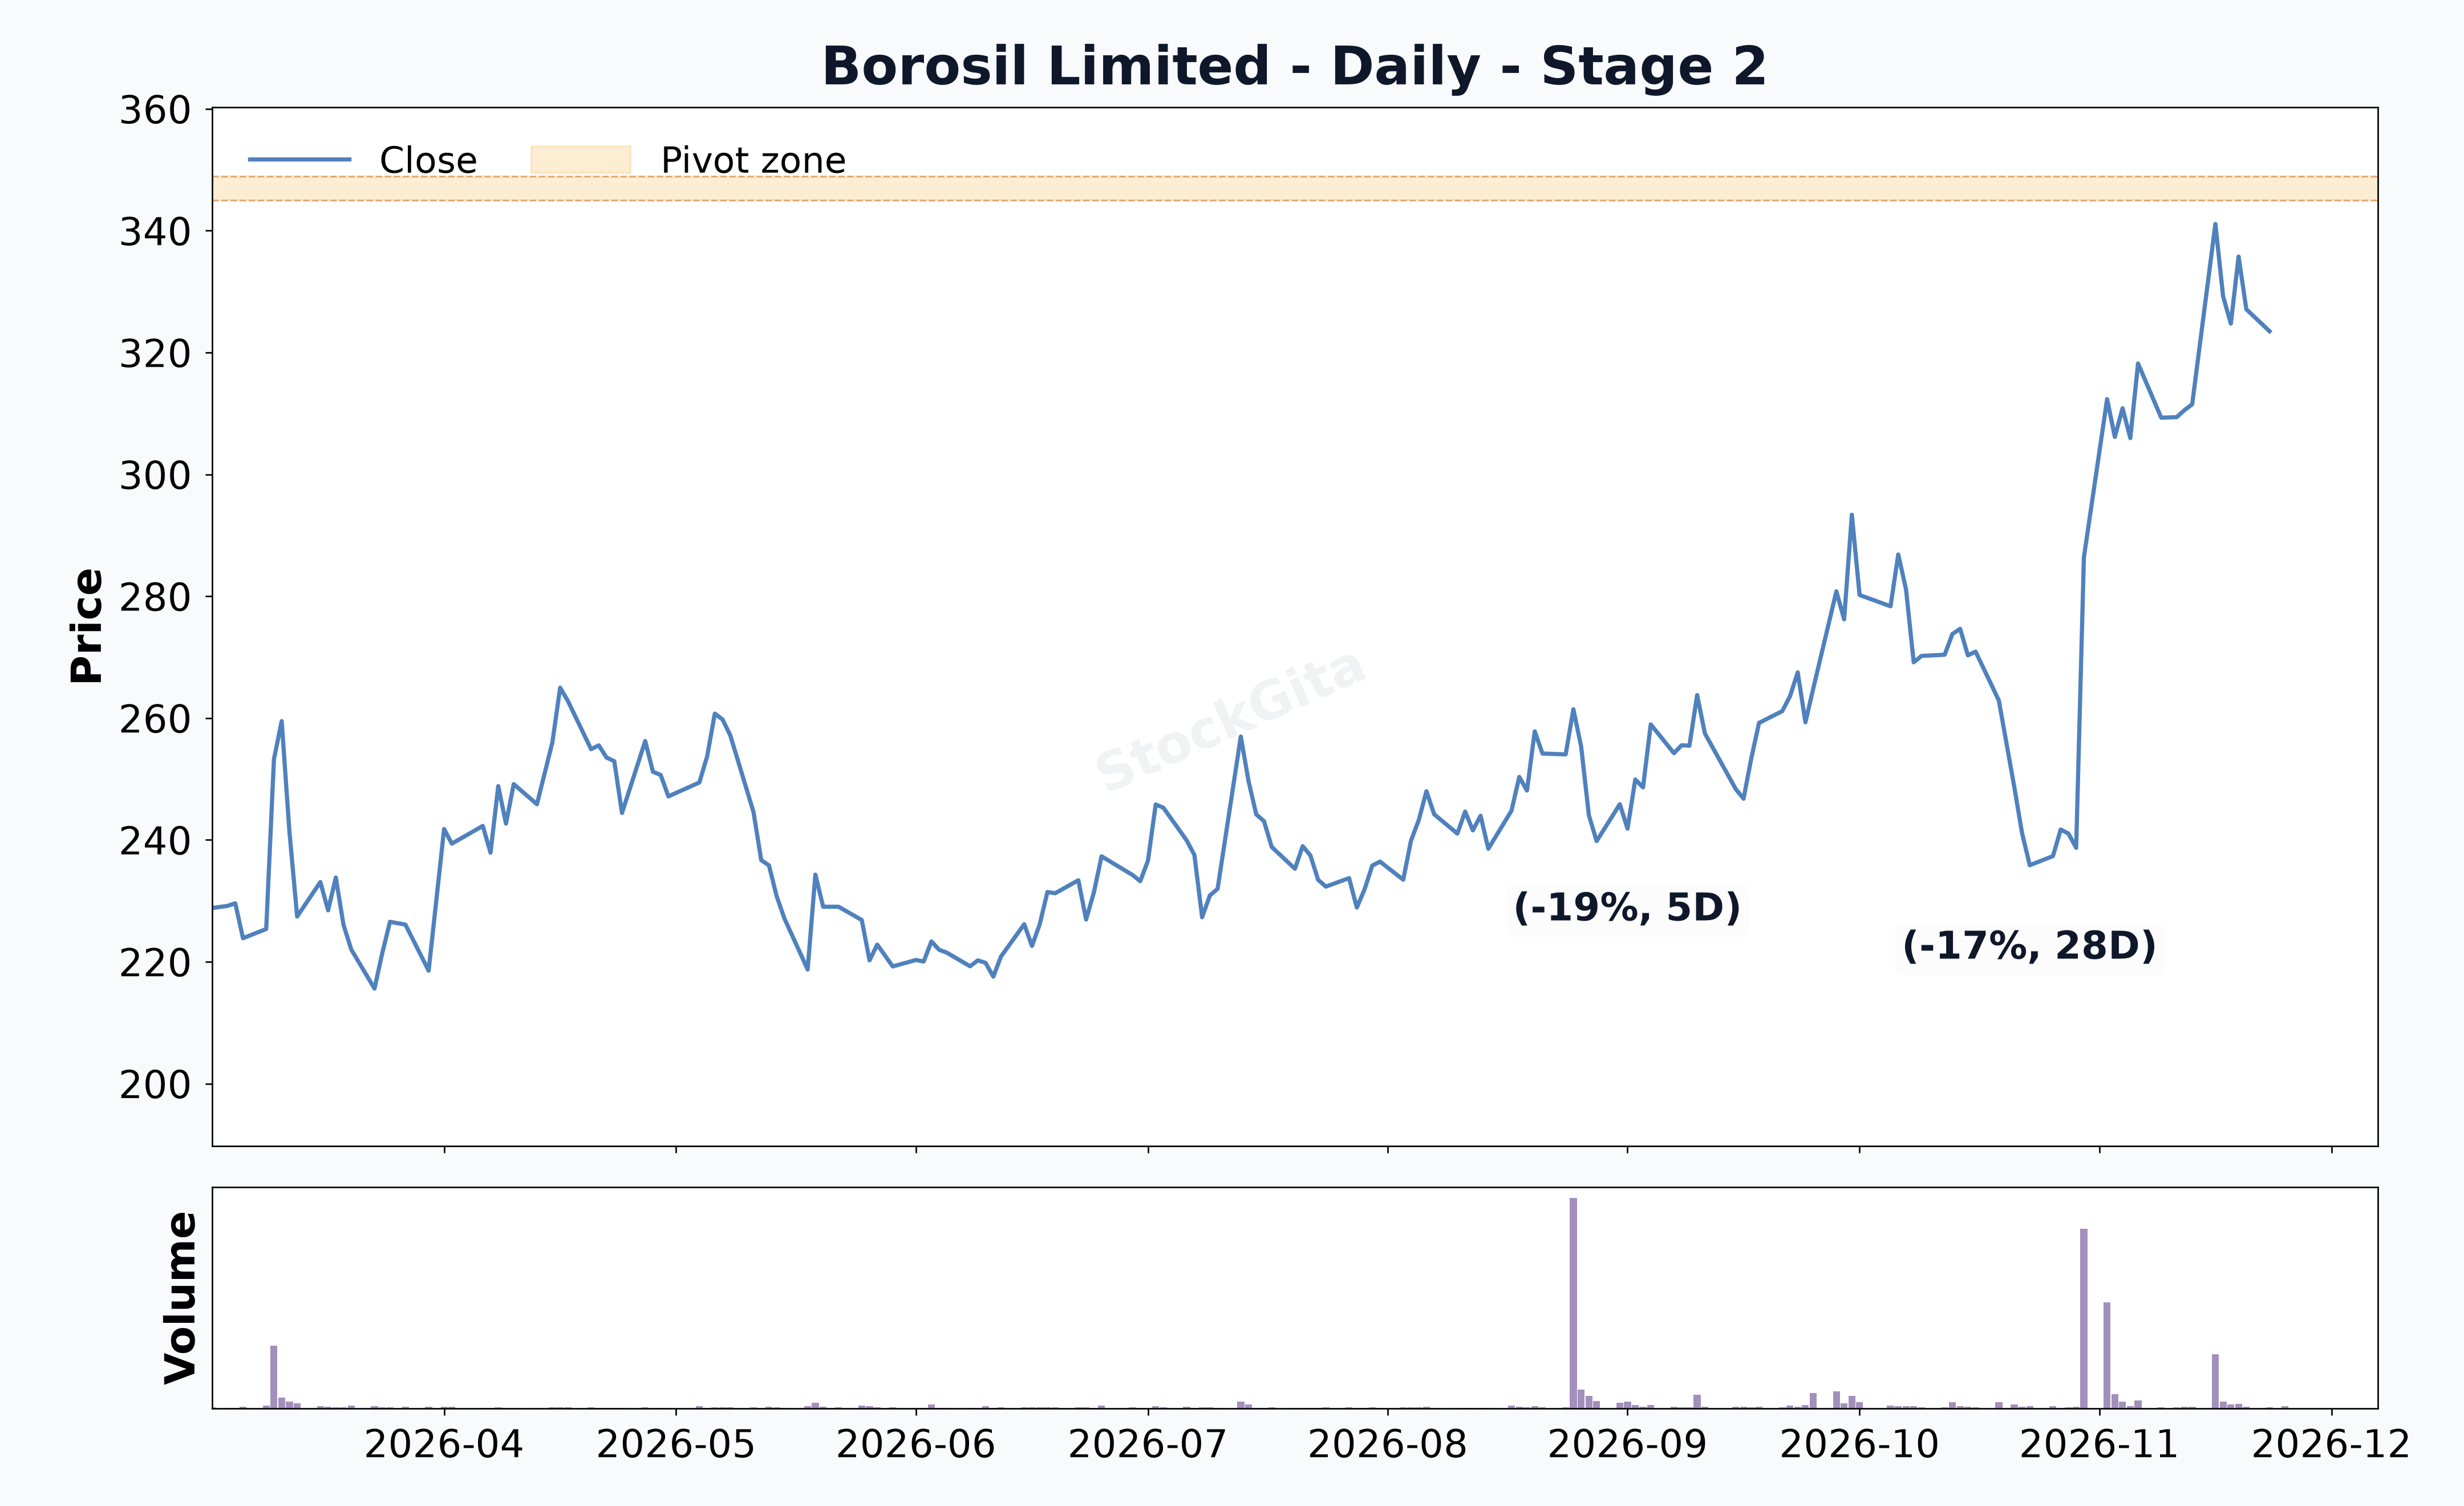 Borosil Limited - Daily - Stage 2
360
Close
Pivot zone
340
320
300
280
260
240
220
200
Price
StockGita
(-19%, 5D)
(-17%, 28D)
Volume
2026-04
2026-05
2026-06
2026-07
2026-08
2026-09
2026-10
2026-11
2026-12